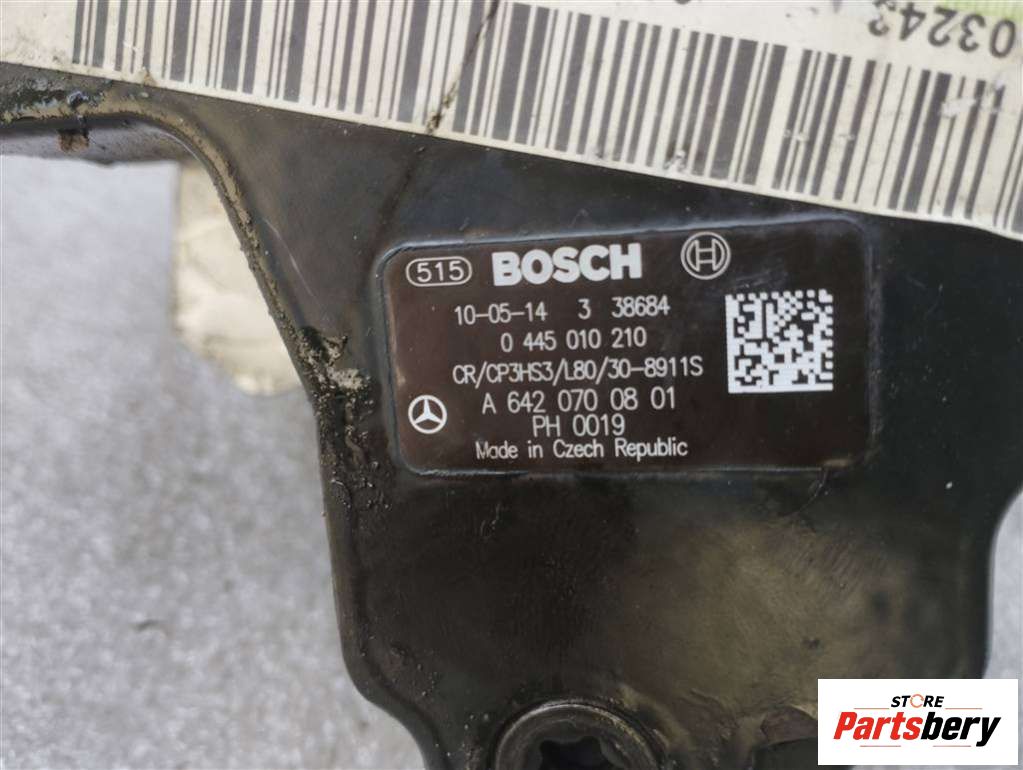 03243
515 BOSCH
10-05-14 3 38684
0 445 010 210
CR/CP3HS3/L80/30-8911S
A 642 070 08 01
PH 0019
Made in Czech Republic
STORE
Partsbery